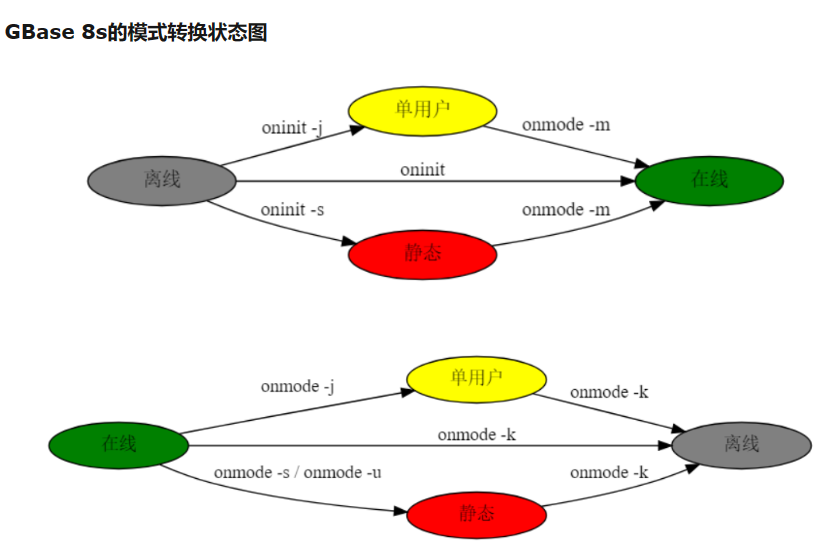 GBase 8s的模式转换状态图
单用户
oninit -j
onmode -m
离线
oninit
在线
oninit -s
onmode -m
静态
单用户
onmode -j
onmode -k
在线
onmode -k
离线
onmode -s / onmode -u
onmode -k
静态